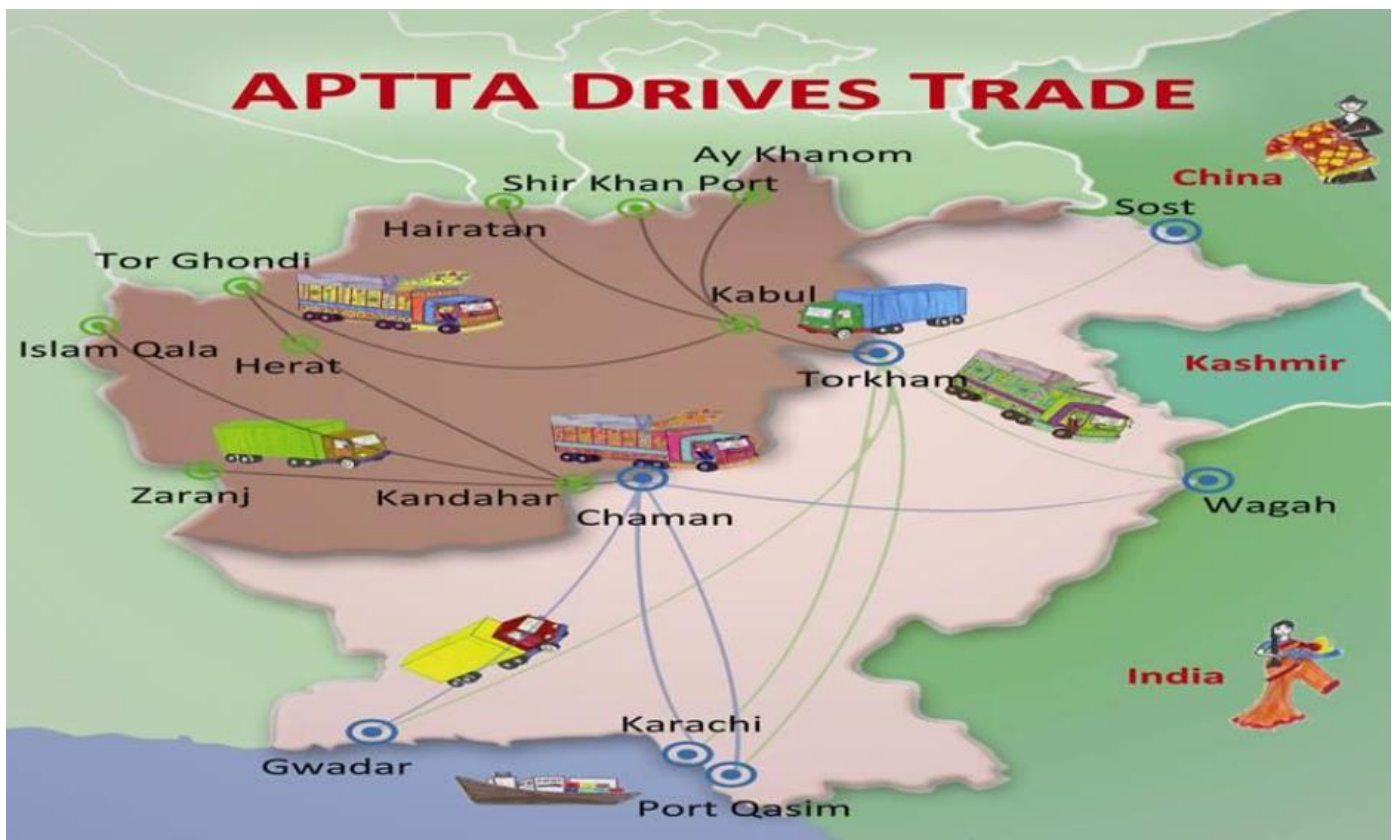 APTTA DRIVES TRADE
Ay Khanom
Shir Khan Port
China
Sost
Hairatan
Tor Ghondi
Kabul
Islam Qala
Herat
Torkham
Kashmir
Zaranj
Kandahar
Chaman
Wagah
India
Karachi
Gwadar
Port Qasim